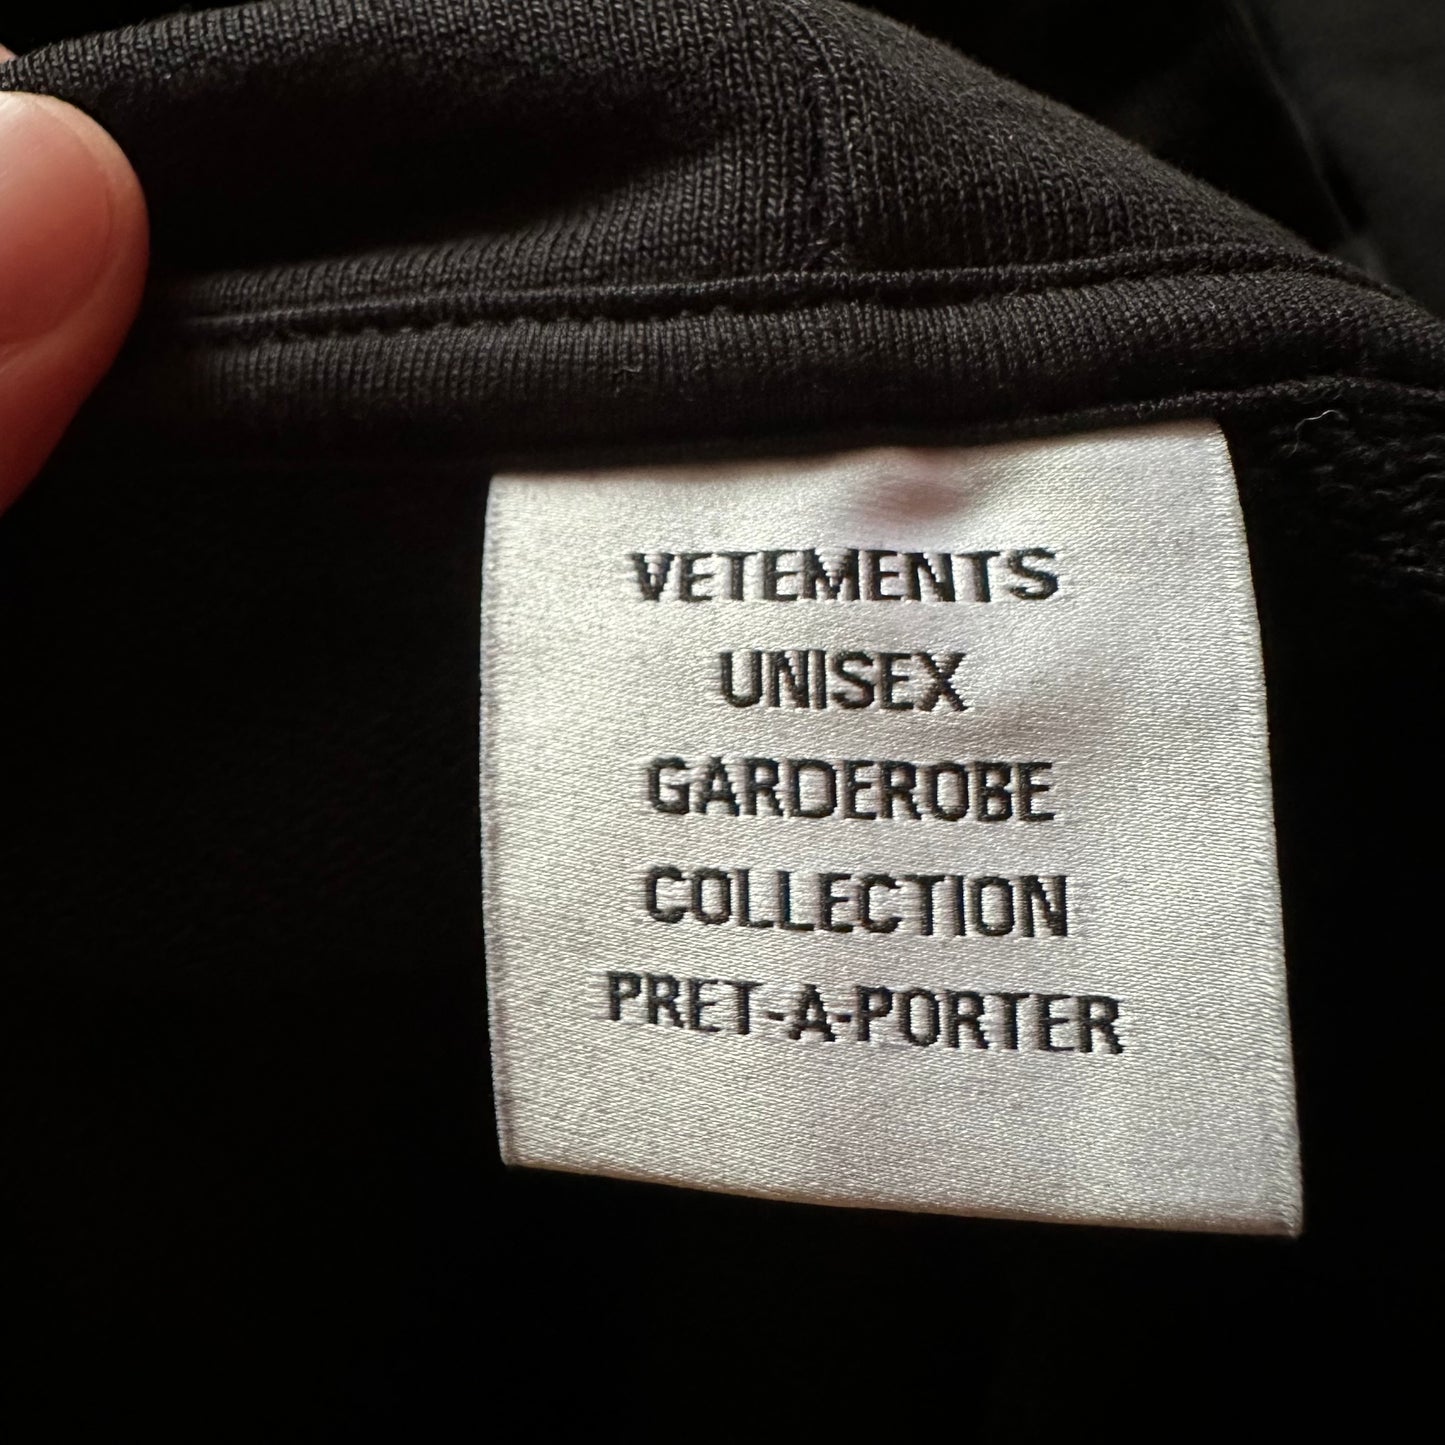 VETEMENTS
UNISEX
GARDEROBE
COLLECTION
PRET-A-PORTER